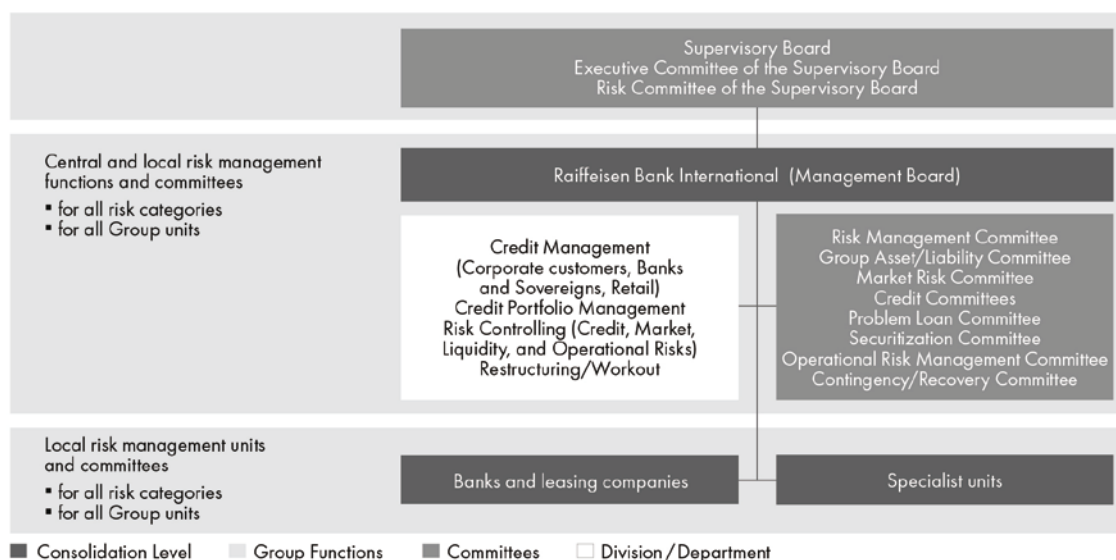 Supervisory Board
Executive Committee of the Supervisory Board
Risk Committee of the Supervisory Board
Central and local risk management
functions and committees
▪ for all risk categories
▪ for all Group units
Raiffeisen Bank International (Management Board)
Credit Management
(Corporate customers, Banks
and Sovereigns, Retail)
Credit Portfolio Management
Risk Controlling (Credit, Market,
Liquidity, and Operational Risks)
Restructuring/Workout
Risk Management Committee
Group Asset/Liability Committee
Market Risk Committee
Credit Committees
Problem Loan Committee
Securitization Committee
Operational Risk Management Committee
Contingency/Recovery Committee
Local risk management units
and committees
▪ for all risk categories
▪ for all Group units
Banks and leasing companies
Specialist units
Consolidation Level
Group Functions
Committees
Division/Department